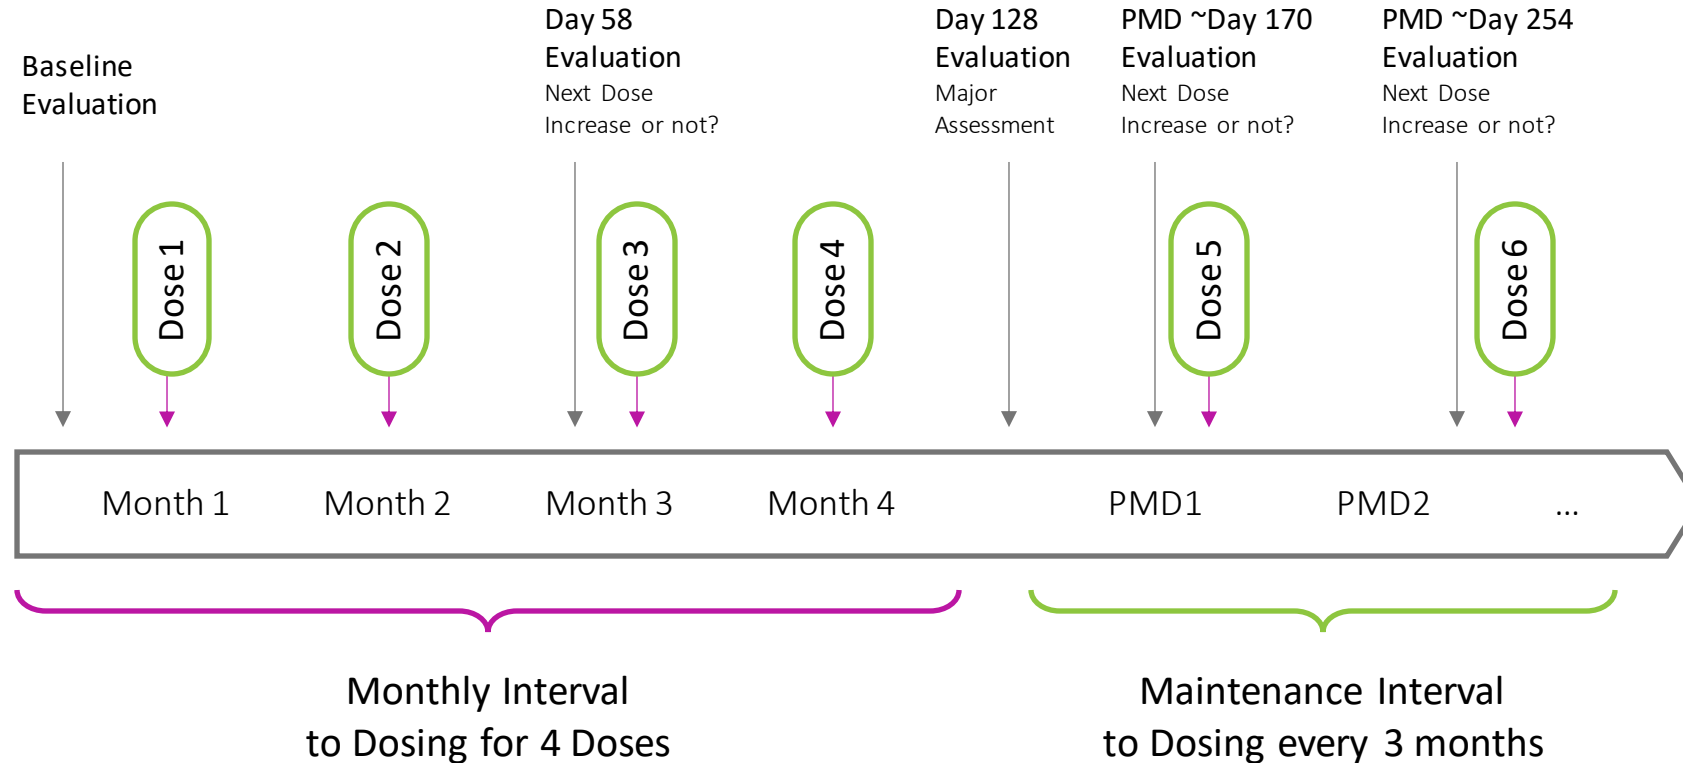 Baseline
Evaluation
Day 58
Evaluation
Next Dose
Increase or not?
Day 128
Evaluation
Major
Assessment
PMD ~Day 170
Evaluation
Next Dose
Increase or not?
PMD ~Day 254
Evaluation
Next Dose
Increase or not?
Dose 1
Dose 2
Dose 3
Dose 4
Dose 5
Dose 6
Month 1
Month 2
Month 3
Month 4
PMD1
PMD2
...
Monthly Interval
to Dosing for 4 Doses
Maintenance Interval
to Dosing every 3 months